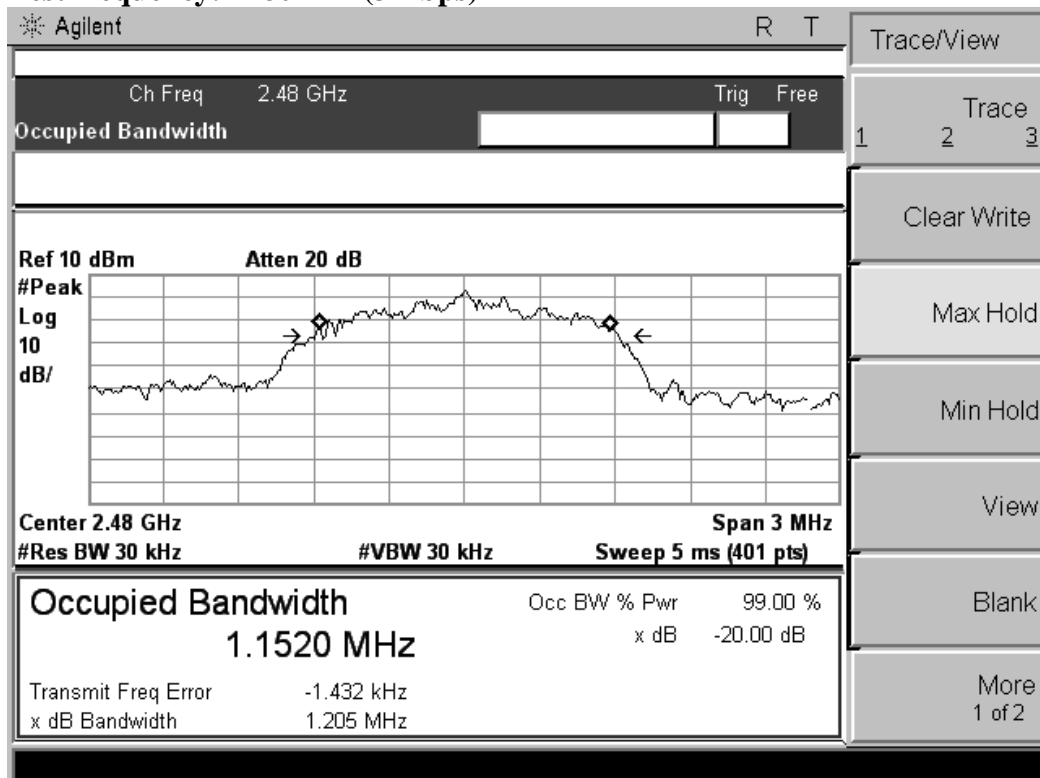 Agilent R T
Trace/View
Ch Freq 2.48 GHz Trig Free
Occupied Bandwidth
Trace
1 2 3
Clear Write
Ref 10 dBm Atten 20 dB
#Peak
Log
10
dB/
Max Hold
Min Hold
Center 2.48 GHz Span 3 MHz
#Res BW 30 kHz #VBW 30 kHz Sweep 5 ms (401 pts)
View
Occupied Bandwidth
1.1520 MHz
Occ BW % Pwr 99.00 %
x dB -20.00 dB
Transmit Freq Error -1.432 kHz
x dB Bandwidth 1.205 MHz
Blank
More
1 of 2